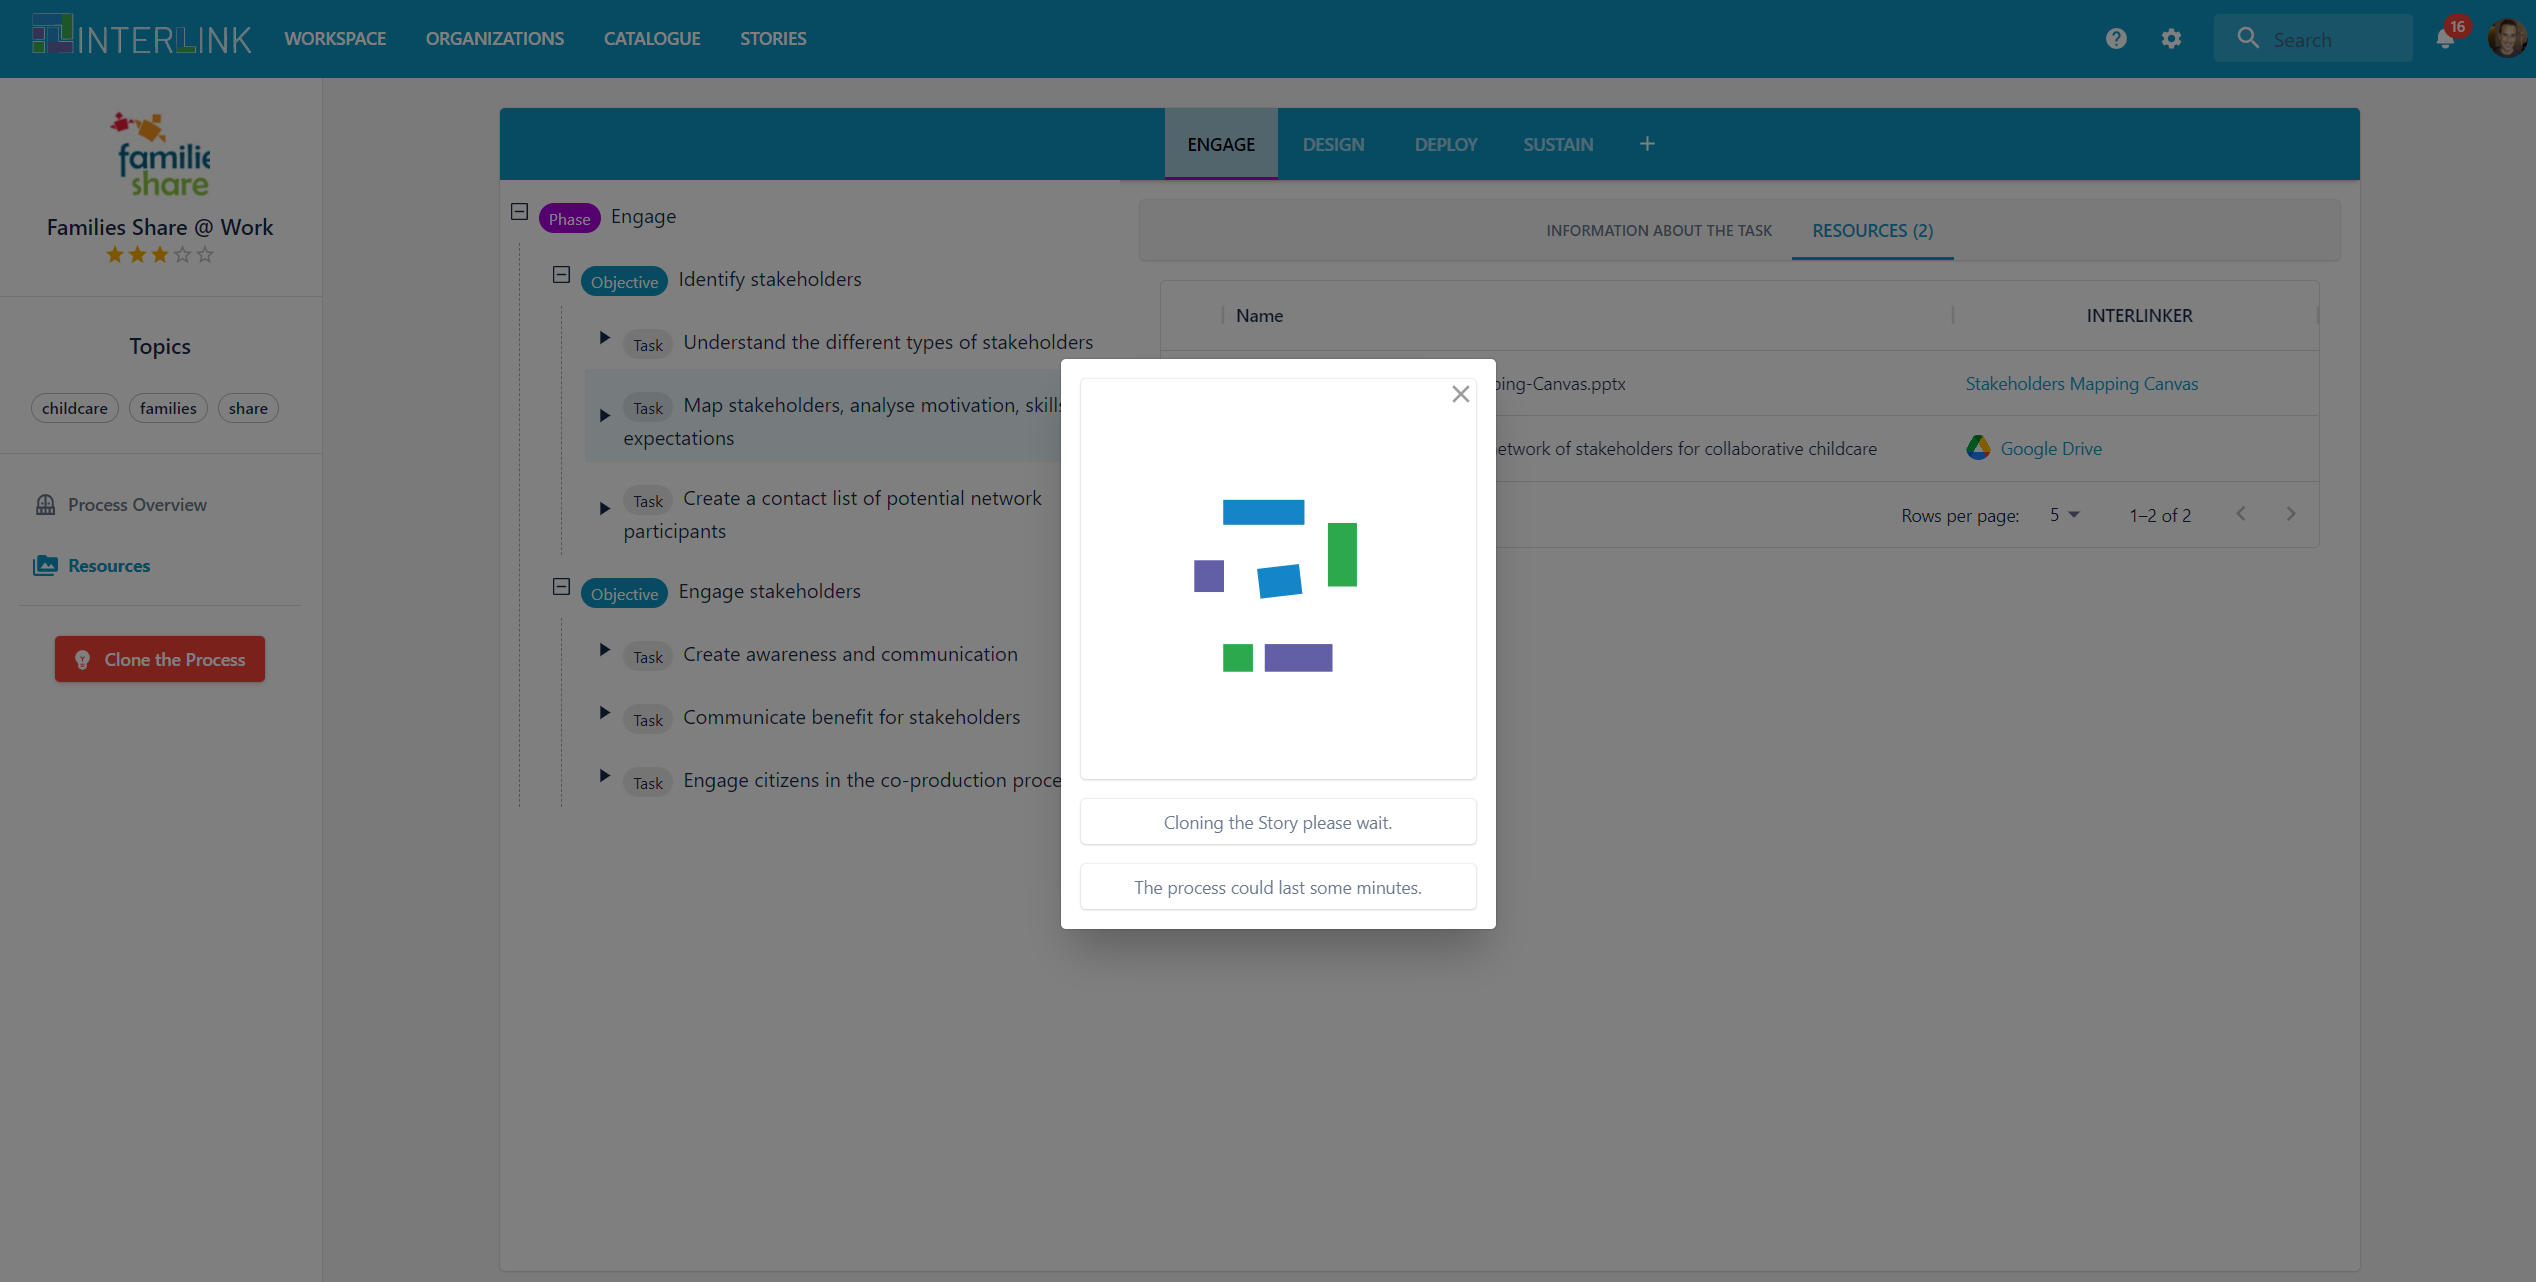 INTERLINK
WORKSPACE
ORGANIZATIONS
CATALOGUE
STORIES
Search
16
familie
share
Families Share @ Work
Topics
childcare
families
share
Process Overview
Resources
Clone the Process
ENGAGE
DESIGN
DEPLOY
SUSTAIN
+
Phase Engage
Objective Identify stakeholders
Task Understand the different types of stakeholders
Task Map stakeholders, analyse motivation, skills
expectations
Task Create a contact list of potential network
participants
Objective Engage stakeholders
Task Create awareness and communication
Task Communicate benefit for stakeholders
Task Engage citizens in the co-production proce
INFORMATION ABOUT THE TASK
RESOURCES (2)
Name
INTERLINKER
ping-Canvas.pptx
Stakeholders Mapping Canvas
etwork of stakeholders for collaborative childcare
Google Drive
Rows per page: 5
1–2 of 2
Cloning the Story please wait.
The process could last some minutes.